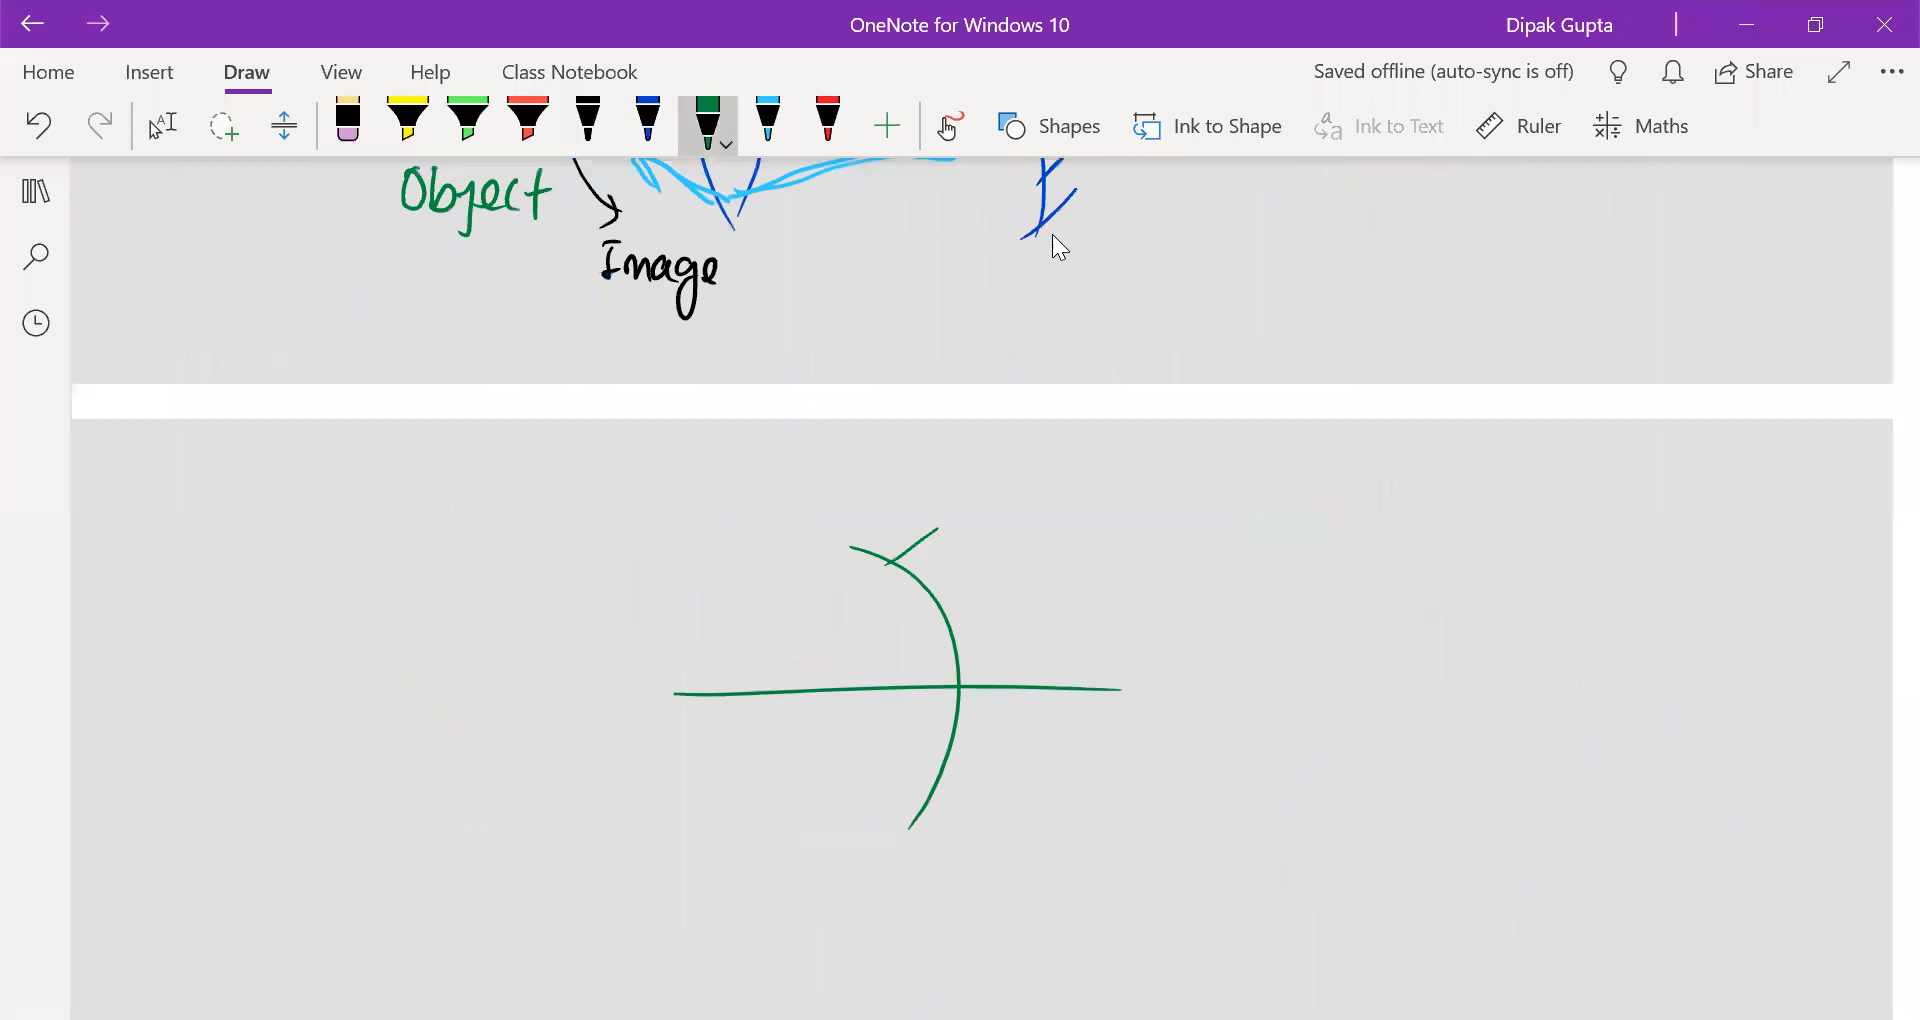 OneNote for Windows 10
Dipak Gupta
Home Insert Draw View Help Class Notebook
Saved offline (auto-sync is off)
Share
Shapes
Ink to Shape
Ink to Text
Ruler
Maths
Object
Image